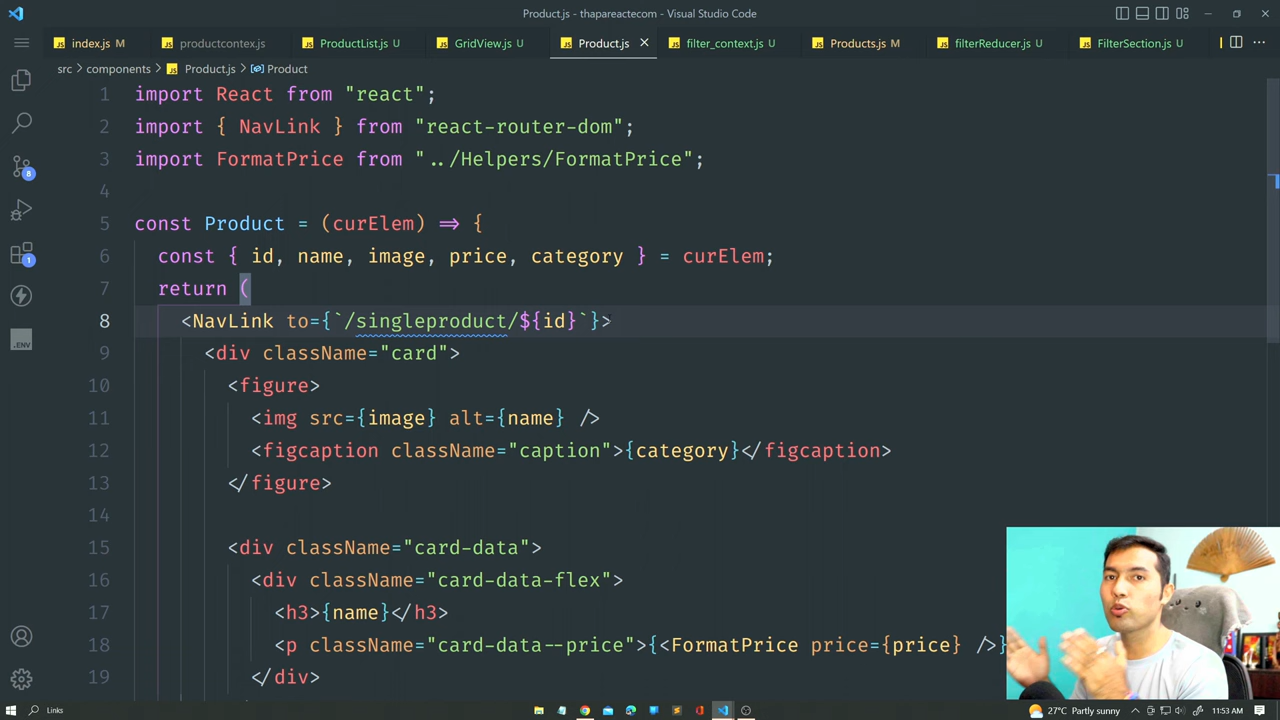 Product.js - thapareactecom - Visual Studio Code
index.js M
productcontex.js
ProductList.js U
GridView.js U
Product.js
filter_context.js U
Products.js M
filterReducer.js U
FilterSection.js U
src > components > Product.js > Product
1 import React from "react";
2 import { NavLink } from "react-router-dom";
3 import FormatPrice from "../Helpers/FormatPrice";
4
5 const Product = (curElem) => {
6 const { id, name, image, price, category } = curElem;
7 return (
8 <NavLink to={`/singleproduct/${id}`}>
9 <div className="card">
10 <figure>
11 <img src={image} alt={name} />
12 <figcaption className="caption">{category}</figcaption>
13 </figure>
14
15 <div className="card-data">
16 <div className="card-data-flex">
17 <h3>{name}</h3>
18 <p className="card-data--price">{<FormatPrice price={price} />}
19 </div>
8
1
.ENV
Links
27°C Partly sunny
11:53 AM